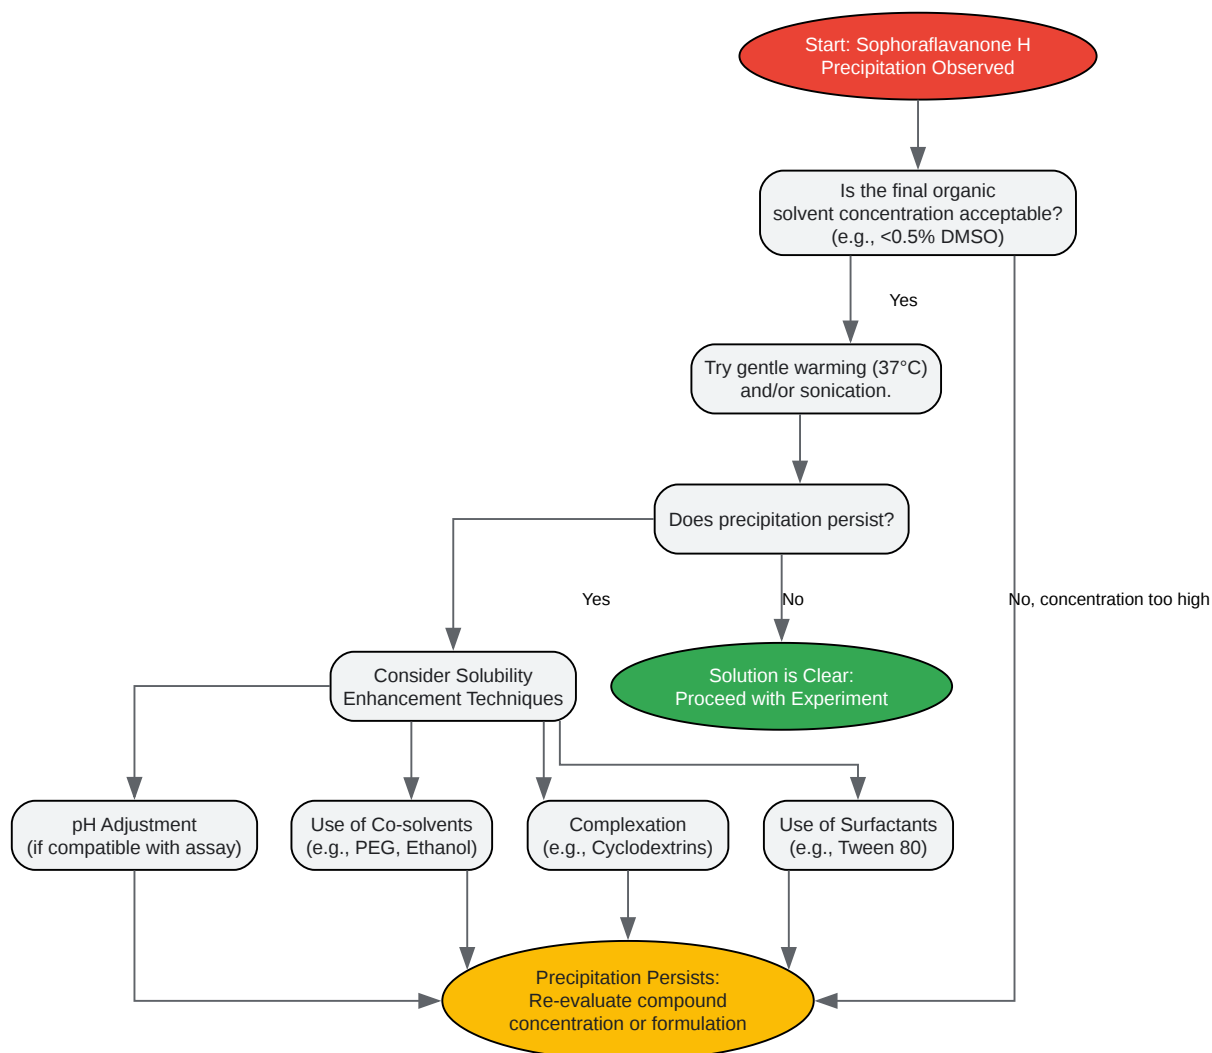 Start: Sophoraflavanone H
Precipitation Observed
Is the final organic
solvent concentration acceptable?
(e.g., <0.5% DMSO)
Yes
Try gentle warming (37°C)
and/or sonication.
Does precipitation persist?
Yes
No
No, concentration too high
Consider Solubility
Enhancement Techniques
Solution is Clear:
Proceed with Experiment
pH Adjustment
(if compatible with assay)
Use of Co-solvents
(e.g., PEG, Ethanol)
Complexation
(e.g., Cyclodextrins)
Use of Surfactants
(e.g., Tween 80)
Precipitation Persists:
Re-evaluate compound
concentration or formulation